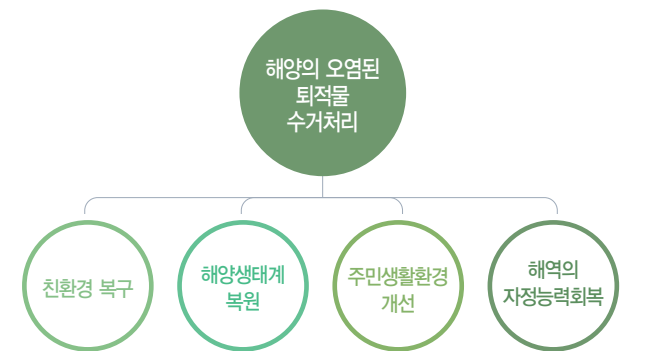 해양의 오염된
퇴적물
수거처리
친환경 복구
해양생태계
복원
주민생활환경
개선
해역의
자정능력회복